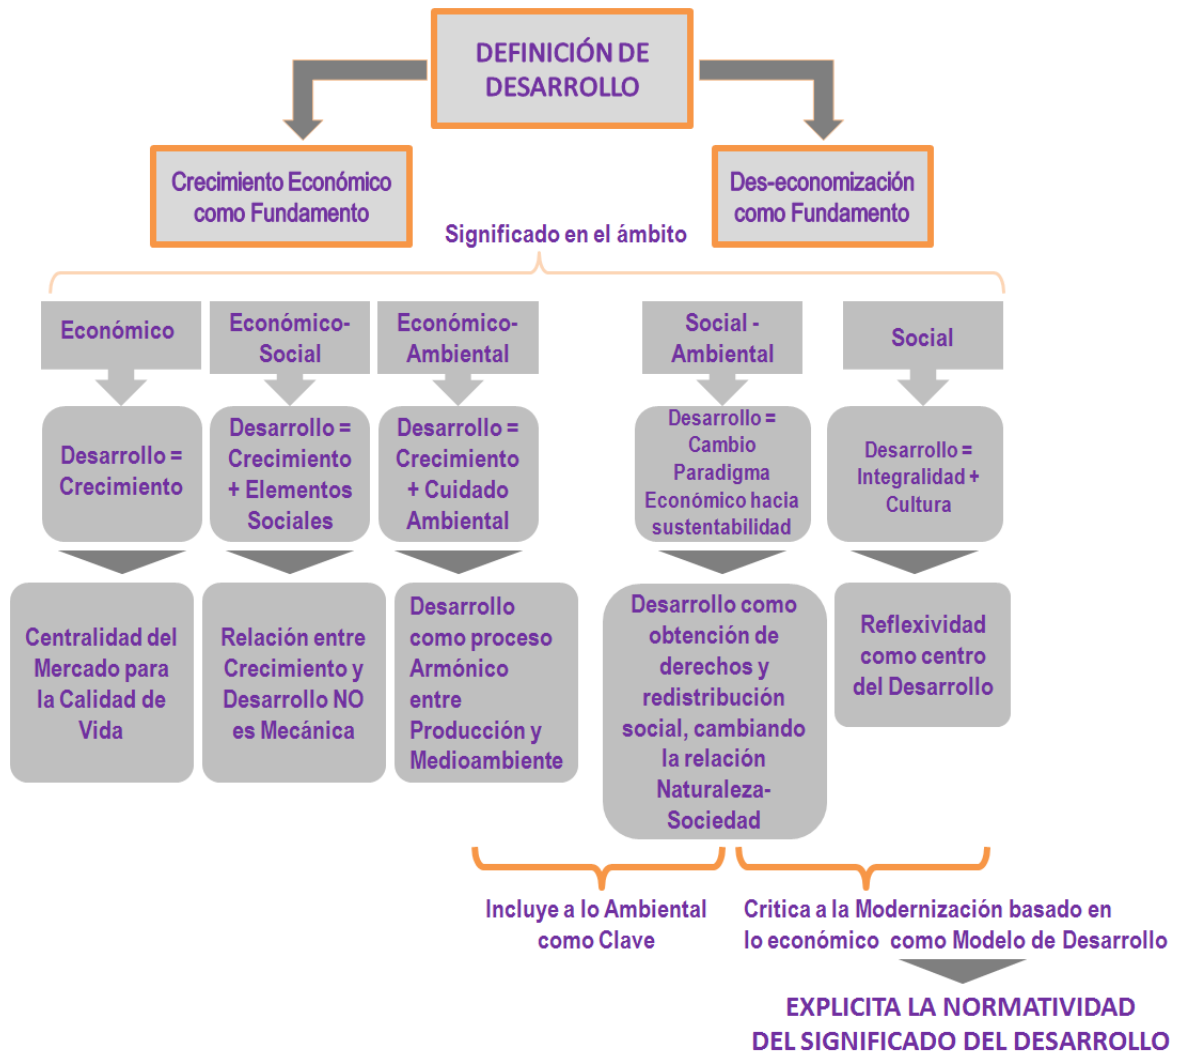 DEFINICIÓN DE
DESARROLLO
Crecimiento Económico
como Fundamento
Des-economización
como Fundamento
Significado en el ámbito
Económico
Económico-
Social
Económico-
Ambiental
Social -
Ambiental
Social
Desarrollo =
Crecimiento
Desarrollo =
Crecimiento
+ Elementos
Sociales
Desarrollo =
Crecimiento
+ Cuidado
Ambiental
Desarrollo =
Cambio
Paradigma
Económico hacia
sustentabilidad
Desarrollo =
Integralidad +
Cultura
Centralidad del
Mercado para
la Calidad de
Vida
Relación entre
Crecimiento y
Desarrollo NO
es Mecánica
Desarrollo
como proceso
Armónico
entre
Producción y
Medioambiente
Desarrollo como
obtención de
derechos y
redistribución
social, cambiando
la relación
Naturaleza-
Sociedad
Reflexividad
como centro
del Desarrollo
Incluye a lo Ambiental
como Clave
Critica a la Modernización basado en
lo económico como Modelo de Desarrollo
EXPLICITA LA NORMATIVIDAD
DEL SIGNIFICADO DEL DESARROLLO